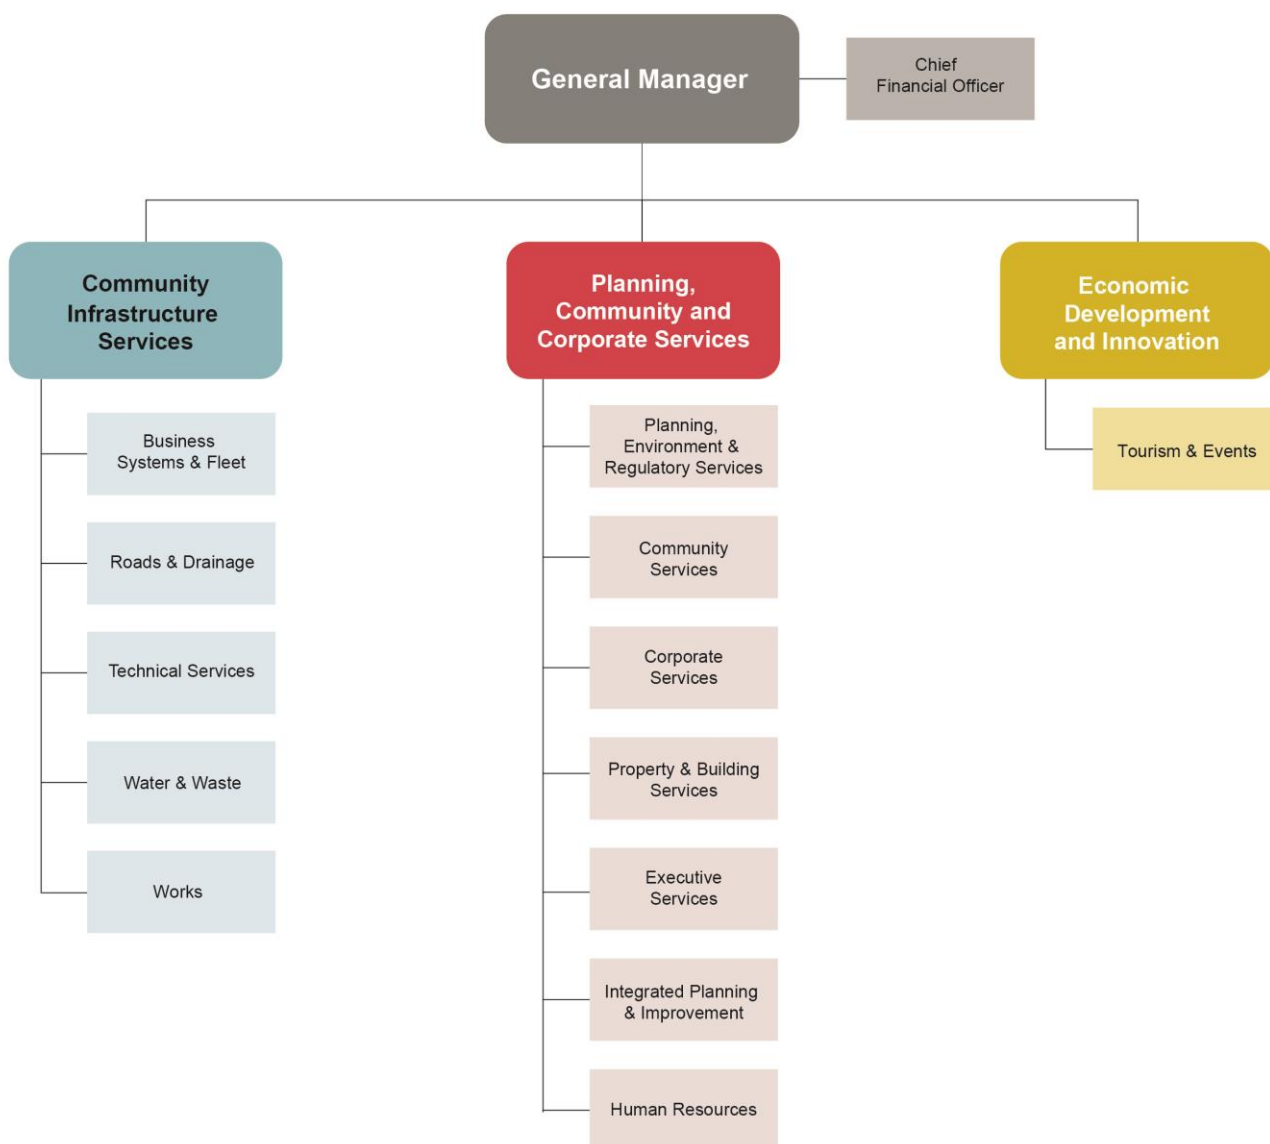 General Manager
Chief
Financial Officer
Community
Infrastructure
Services
Planning,
Community and
Corporate Services
Economic
Development
and Innovation
Business
Systems & Fleet
Roads & Drainage
Technical Services
Water & Waste
Works
Planning,
Environment &
Regulatory Services
Community
Services
Corporate
Services
Property & Building
Services
Executive
Services
Integrated Planning
& Improvement
Human Resources
Tourism & Events